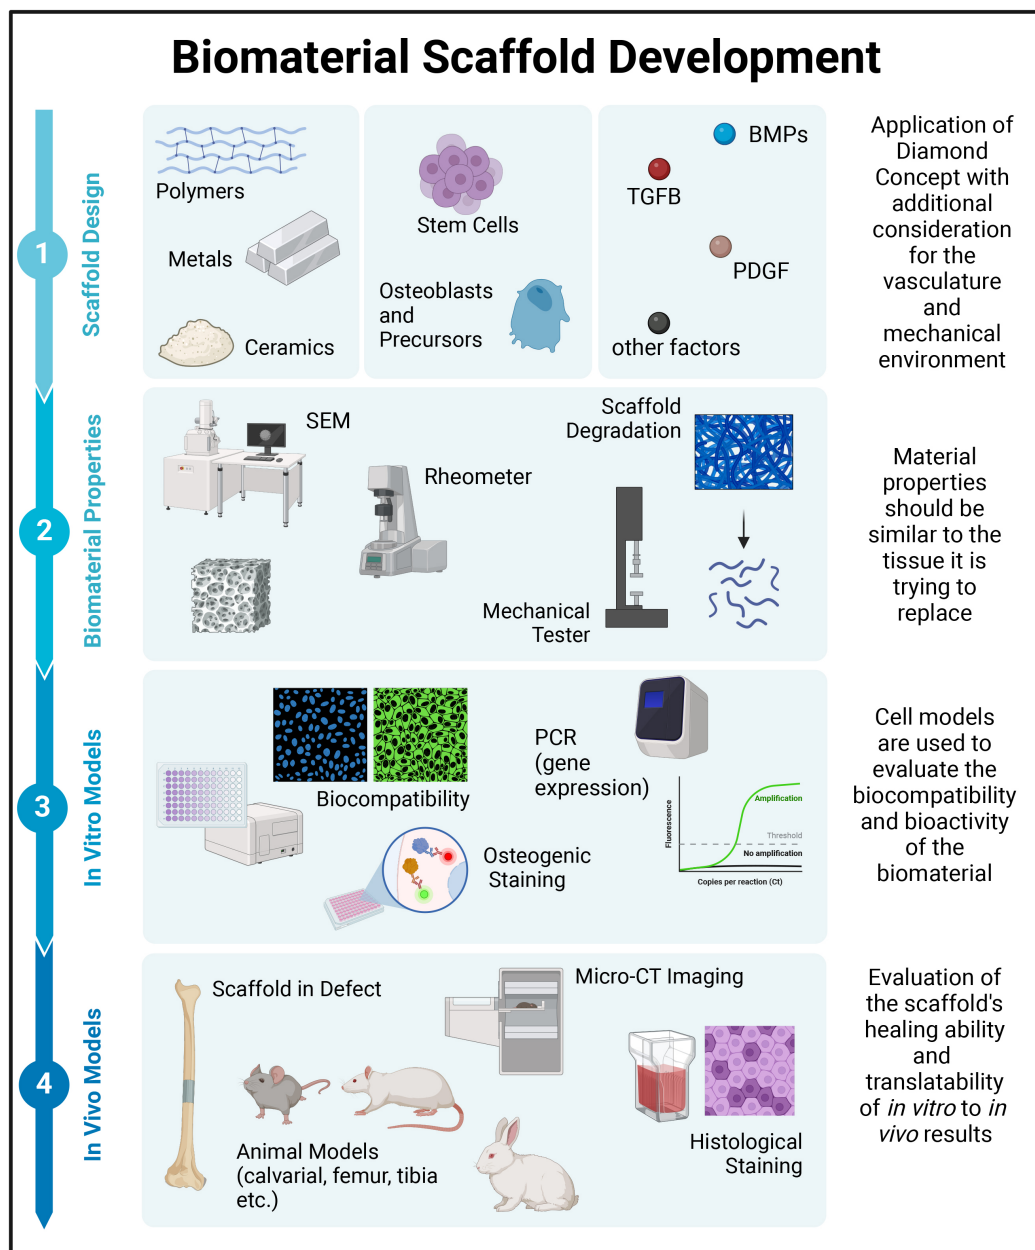 Biomaterial Scaffold Development
1
Scaffold Design
Polymers
Metals
Ceramics
Stem Cells
Osteoblasts
and
Precursors
BMPs
TGFB
PDGF
other factors
Application of
Diamond
Concept with
additional
consideration
for the
vasculature
and
mechanical
environment
2
Biomaterial Properties
SEM
Rheometer
Scaffold
Degradation
Mechanical
Tester
Material
properties
should be
similar to the
tissue it is
trying to
replace
3
In Vitro Models
Biocompatibility
PCR
(gene
expression)
Osteogenic
Staining
Fluorescence
Amplification
Threshold
No amplification
Copies per reaction (Ct)
Cell models
are used to
evaluate the
biocompatibility
and bioactivity
of the
biomaterial
4
In Vivo Models
Scaffold in Defect
Micro-CT Imaging
Animal Models
(calvarial, femur, tibia
etc.)
Histological
Staining
Evaluation of
the scaffold's
healing ability
and
translatability
of in vitro to in
vivo results